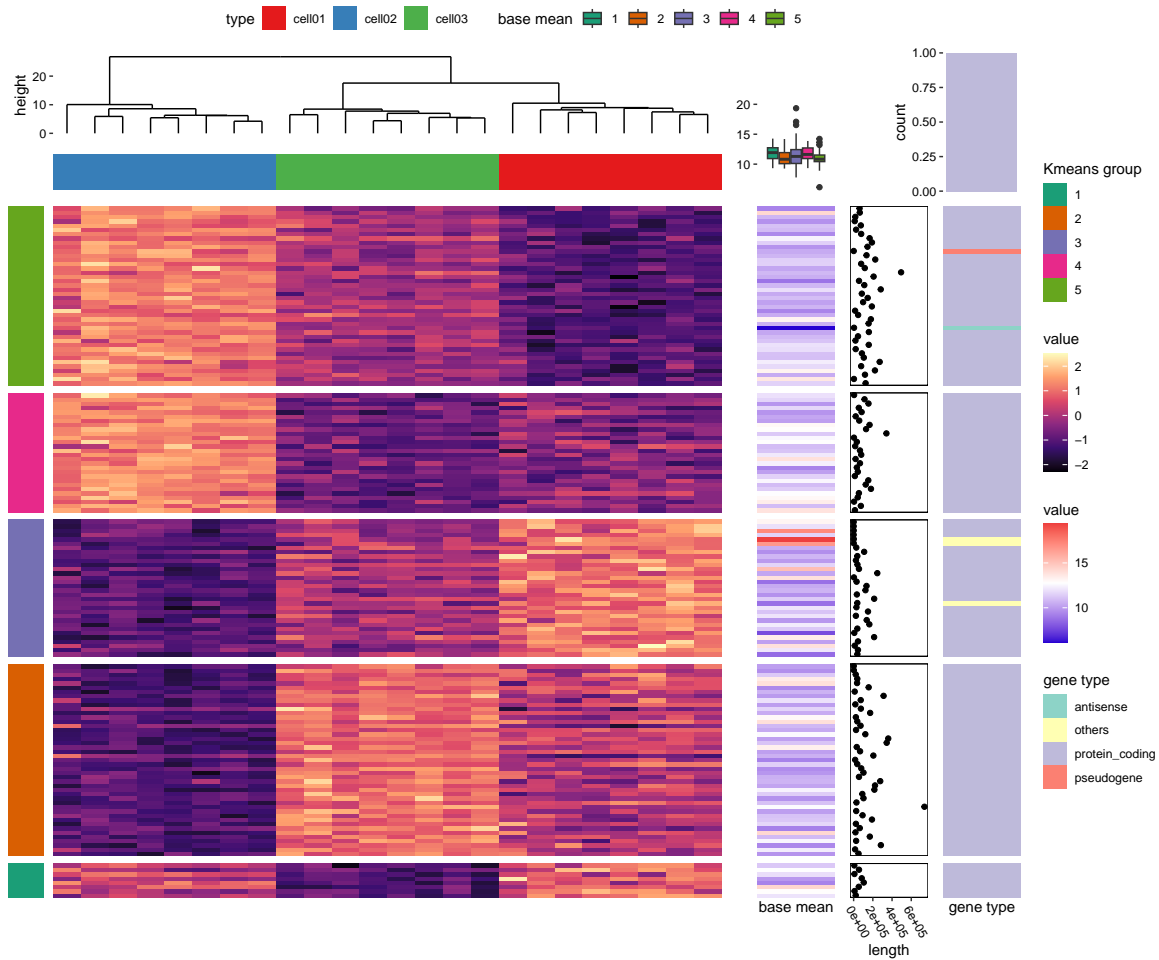 type cell01 cell02 cell03 base mean 1 2 3 4 5
height
20
10
0
20
15
10
count
1.00
0.75
0.50
0.25
0.00
Kmeans group
1
2
3
4
5
value
2
1
0
−1
−2
value
15
10
gene type
antisense
others
protein_coding
pseudogene
base mean
0e+00
2e+05
4e+05
6e+05
length
gene type